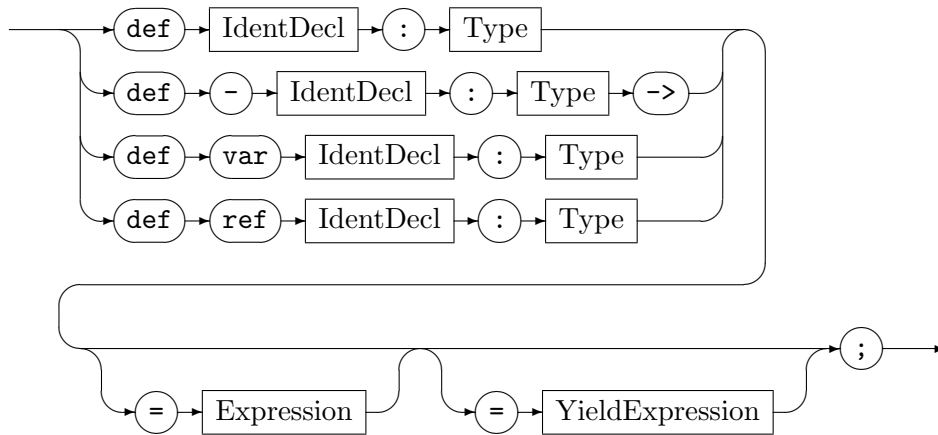 def IdentDecl : Type
def - IdentDecl : Type ->
def var IdentDecl : Type
def ref IdentDecl : Type
;
= Expression = YieldExpression